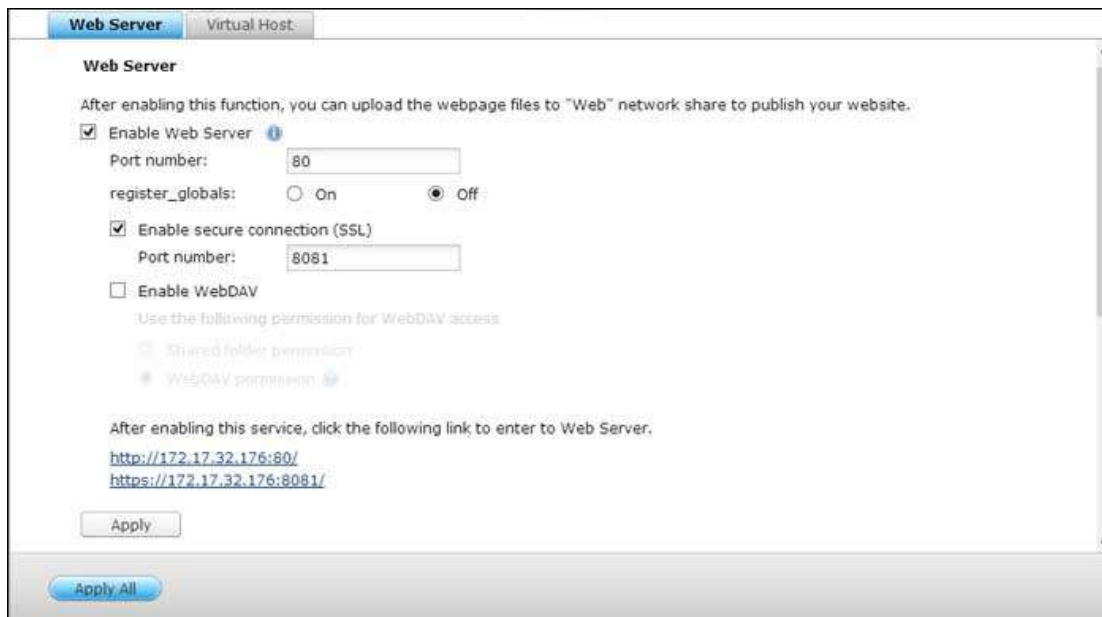 Web Server Virtual Host
Web Server
After enabling this function, you can upload the webpage files to "Web" network share to publish your website.
Enable Web Server
Port number: 80
register_globals: On Off
Enable secure connection (SSL)
Port number: 8081
Enable WebDAV
Use the following permission for WebDAV access
Shared folder permission
WebDAV permission
After enabling this service, click the following link to enter to Web Server.
http://172.17.32.176:80/
https://172.17.32.176:8081/
Apply
Apply All